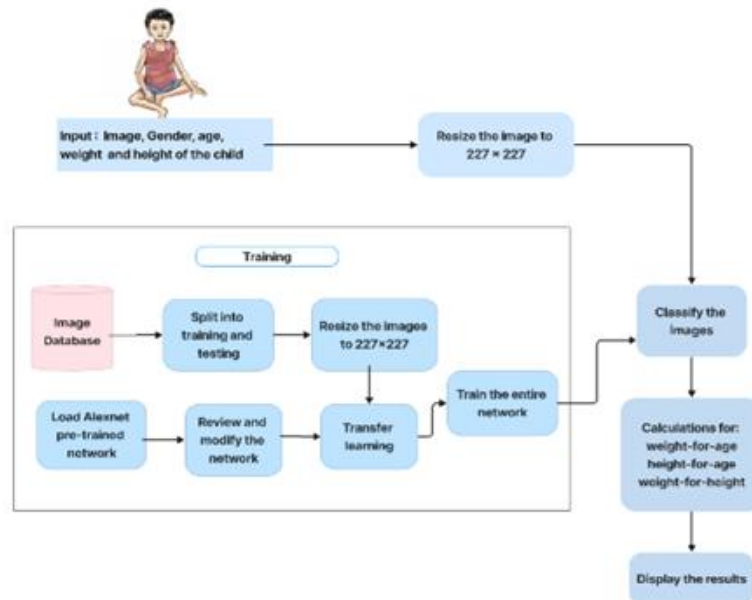 Input : Image, Gender, age,
weight and height of the child
Resize the image to
227 × 227
Training
Image
Database
Split into
training and
testing
Resize the images
to 227×227
Load Alexnet
pre-trained
network
Review and
modify the
network
Transfer
learning
Train the entire
network
Classify the
images
Calculations for:
weight-for-age
height-for-age
weight-for-height
Display the results